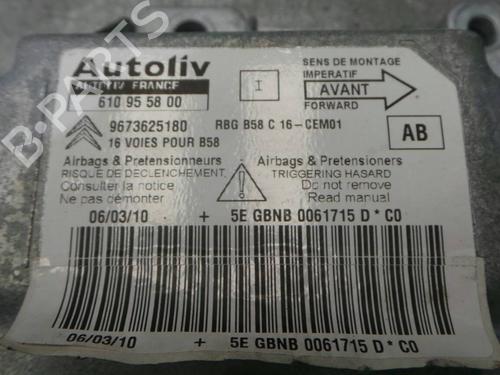 Autoliv
AUTOLIV FRANCE
610 95 58 00
I
SENS DE MONTAGE
IMPERATIF
AVANT
FORWARD
9673625180
RBG B58 C 16-CEM01
16 VOIES POUR B58
AB
Airbags & Pretensionneurs
RISQUE DE DECLENCHEMENT
Consulter la notice
Ne pas démonter
Airbags & Pretensioners
TRIGGERING HASARD
Do not remove
Read manual
06/03/10 + 5E GBNB 0061715 D * C0
06/03/10 + 5E GBNB 0061715 D * C0
B-PARTS